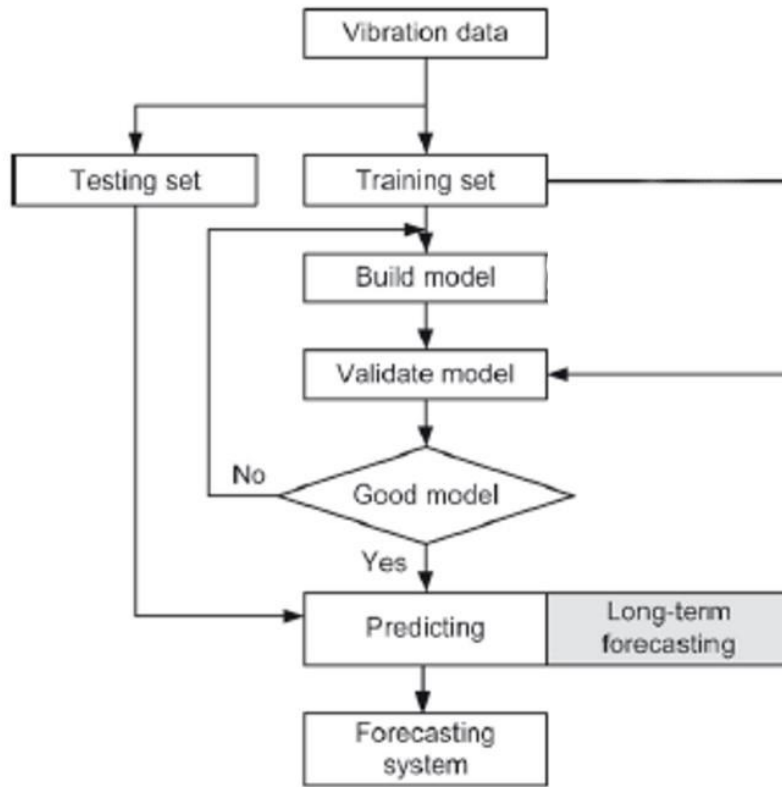 Vibration data
Testing set
Training set
Build model
Validate model
No
Good model
Yes
Predicting
Long-term
forecasting
Forecasting
system